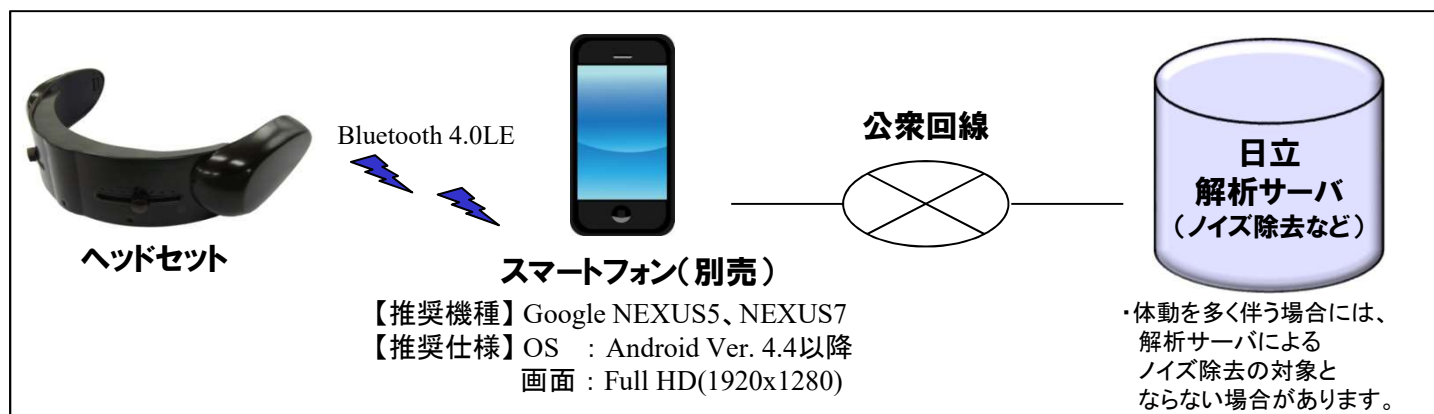 Bluetooth 4.0LE
ヘッドセット
スマートフォン(別売)
【推奨機種】Google NEXUS5、NEXUS7
【推奨仕様】OS : Android Ver. 4.4以降
画面 : Full HD(1920x1280)
公衆回線
日立
解析サーバ
(ノイズ除去など)
・体動を多く伴う場合には、
解析サーバによる
ノイズ除去の対象と
ならない場合があります。